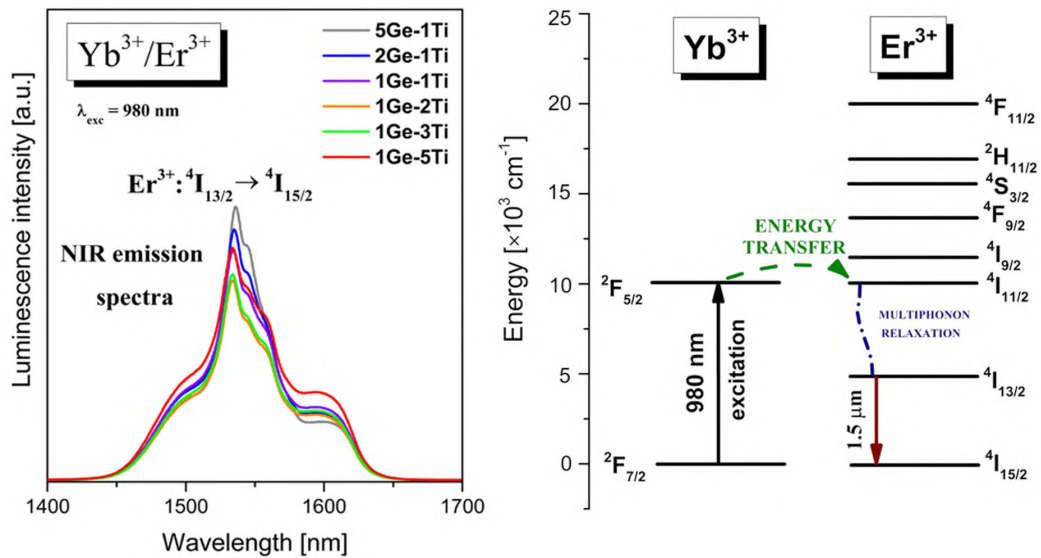 Yb³⁺/Er³⁺
λexc = 980 nm
5Ge-1Ti
2Ge-1Ti
1Ge-1Ti
1Ge-2Ti
1Ge-3Ti
1Ge-5Ti
Er³⁺: ⁴I13/2 → ⁴I15/2
NIR emission
spectra
Luminescence intensity [a.u.]
1400
1500
1600
1700
Wavelength [nm]
Energy [×10³ cm⁻¹]
25
20
15
10
5
0
Yb³⁺
Er³⁺
⁴F11/2
²H11/2
⁴S3/2
⁴F9/2
⁴I9/2
⁴I11/2
⁴I13/2
⁴I15/2
ENERGY
TRANSFER
²F5/2
²F7/2
980 nm
excitation
MULTIPHONON
RELAXATION
1.5 μm